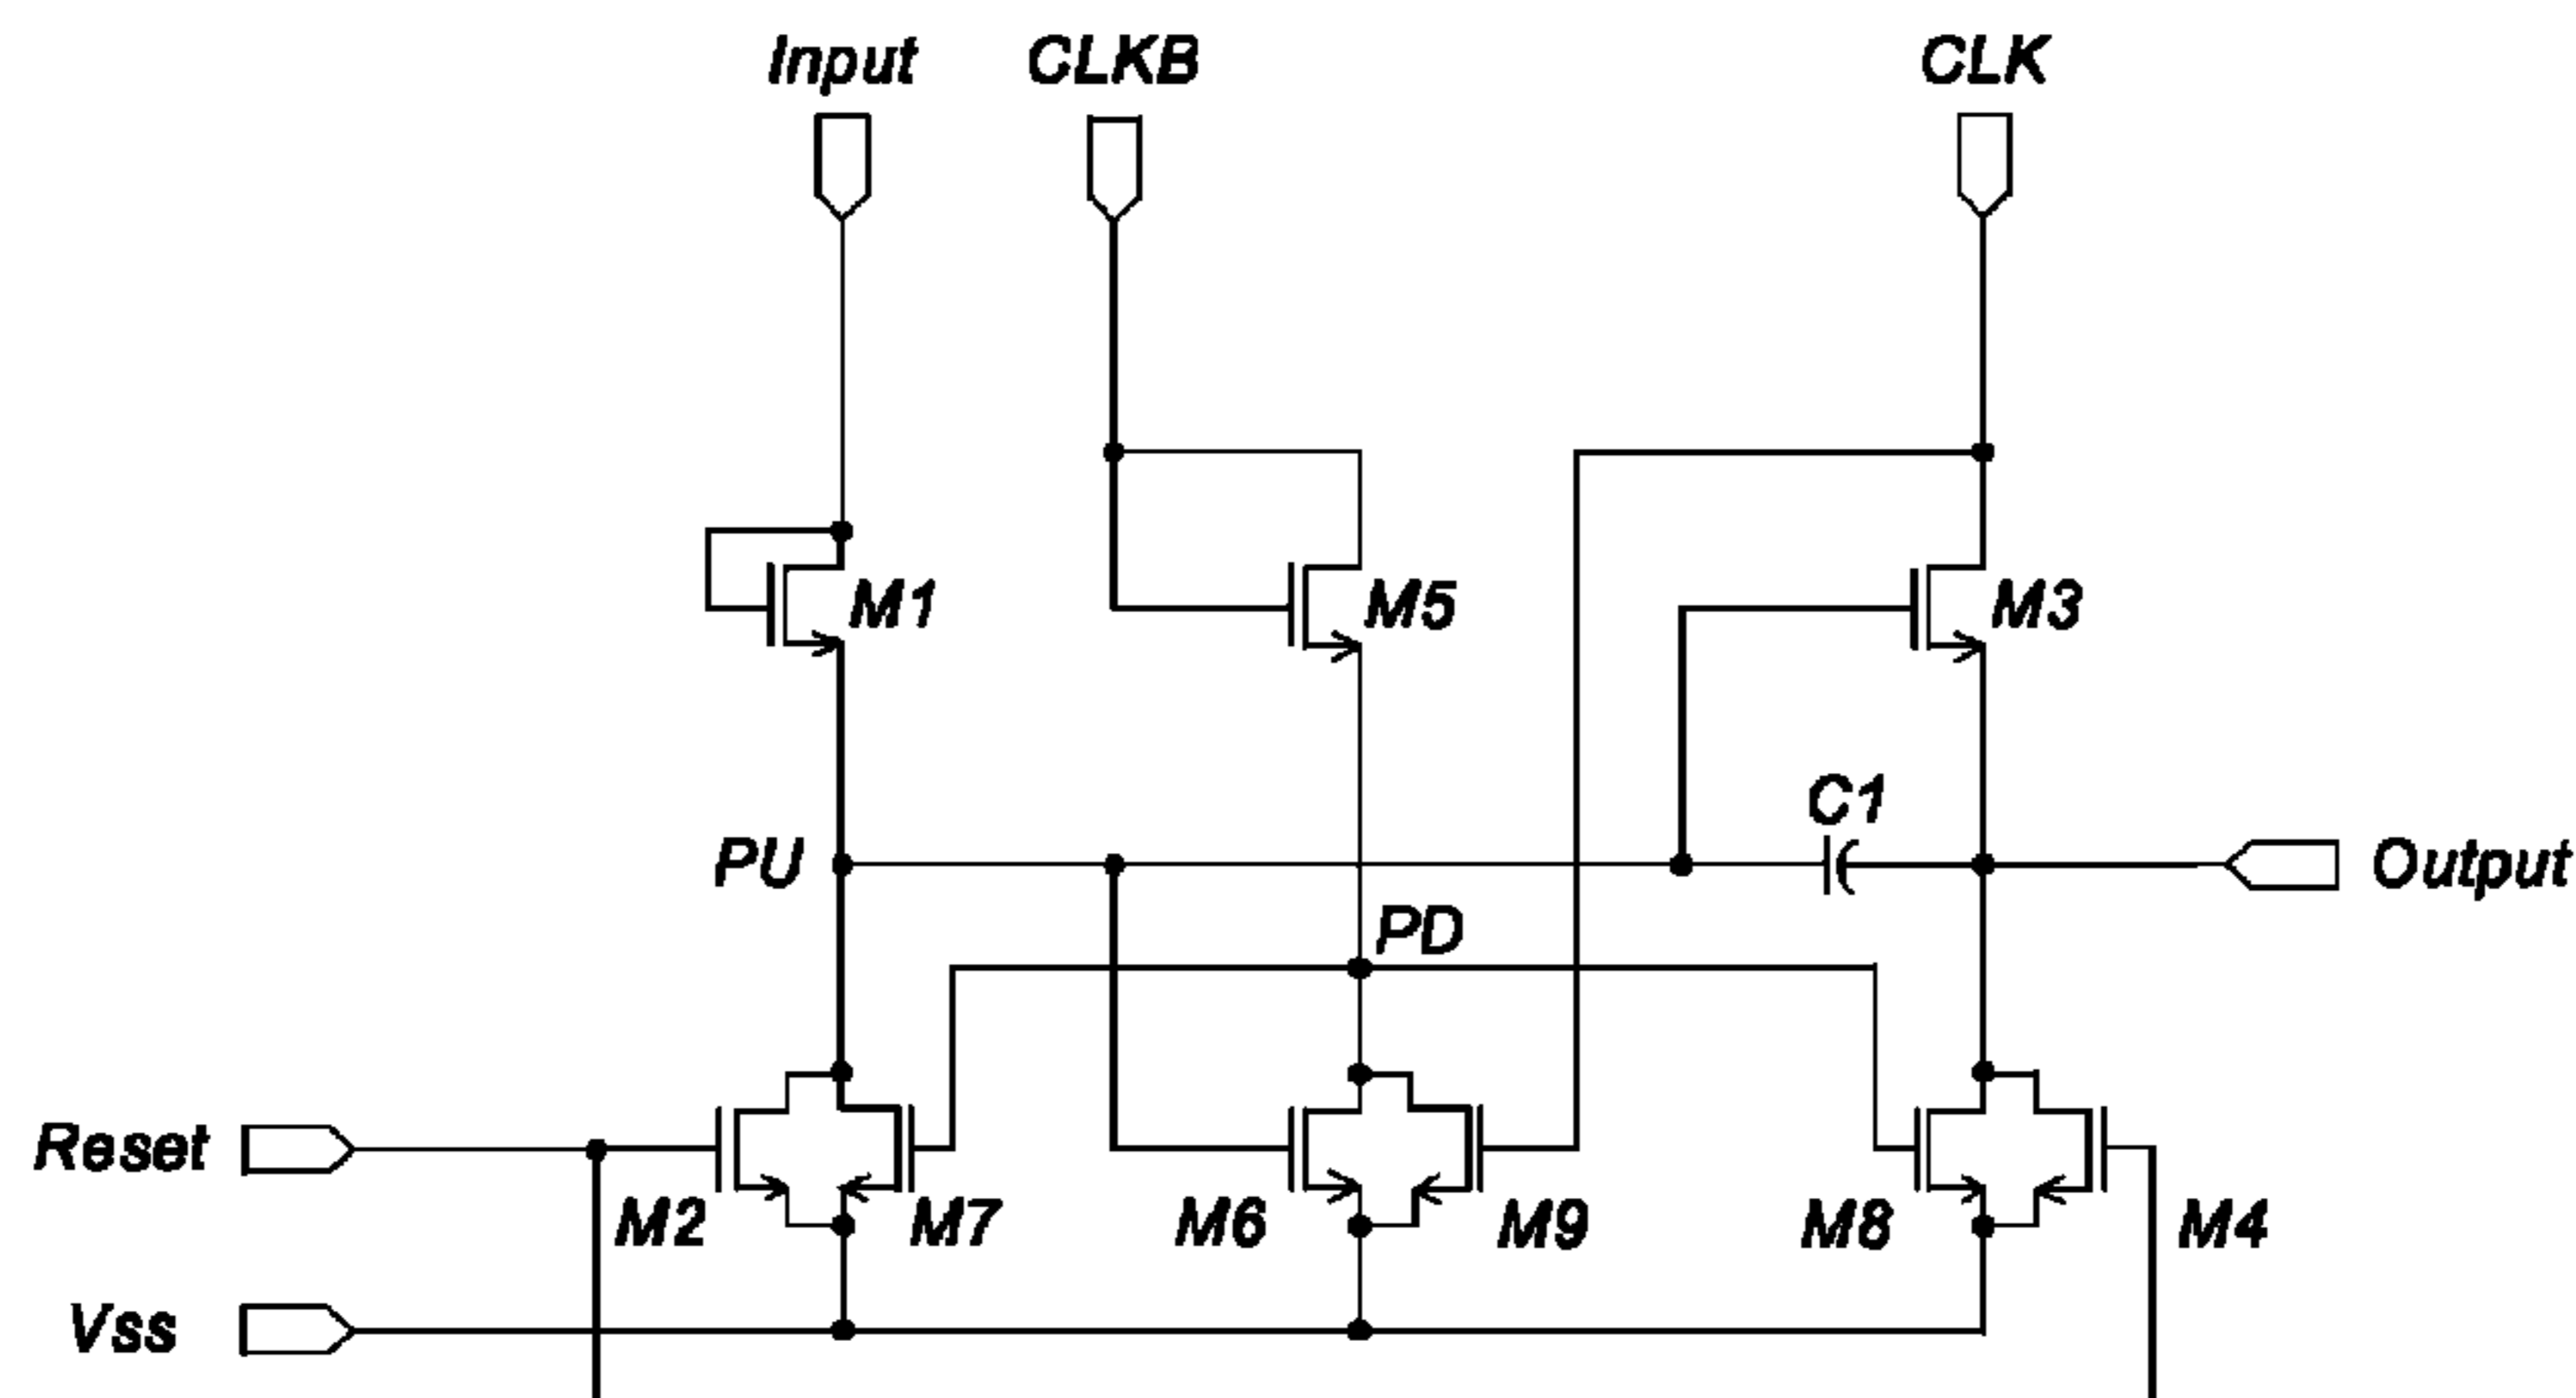 Input CLKB CLK
M1 M5 M3
C1
PU Output
PD
Reset
M2 M7 M6 M9 M8 M4
Vss